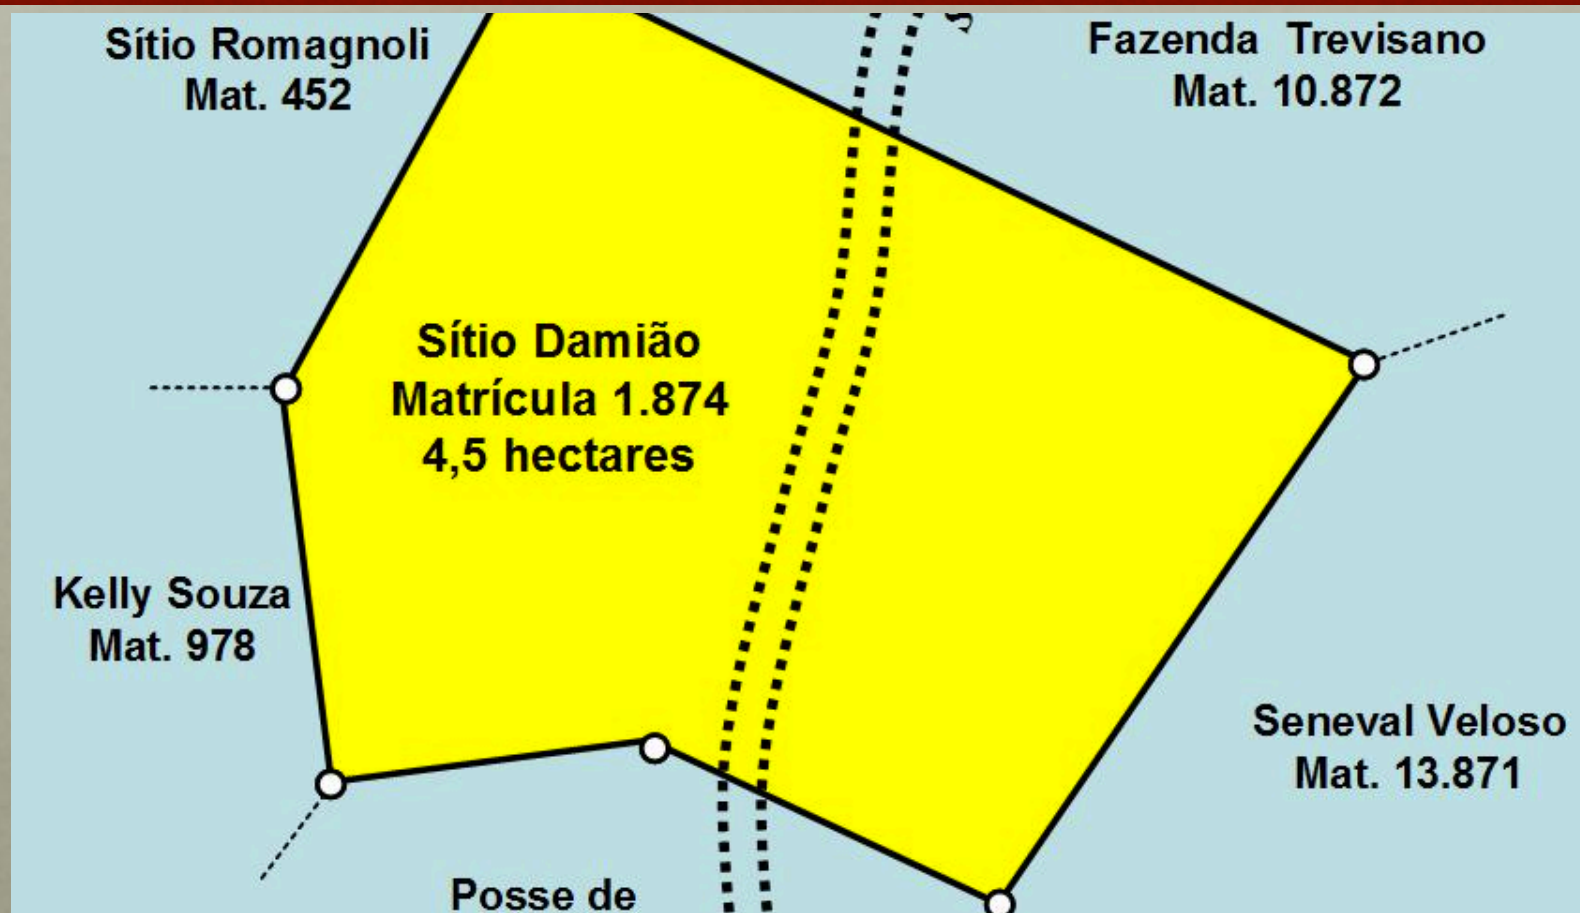 Sítio Romagnoli
Mat. 452
Fazenda Trevisano
Mat. 10.872
Sítio Damião
Matrícula 1.874
4,5 hectares
Kelly Souza
Mat. 978
Seneval Veloso
Mat. 13.871
Posse de